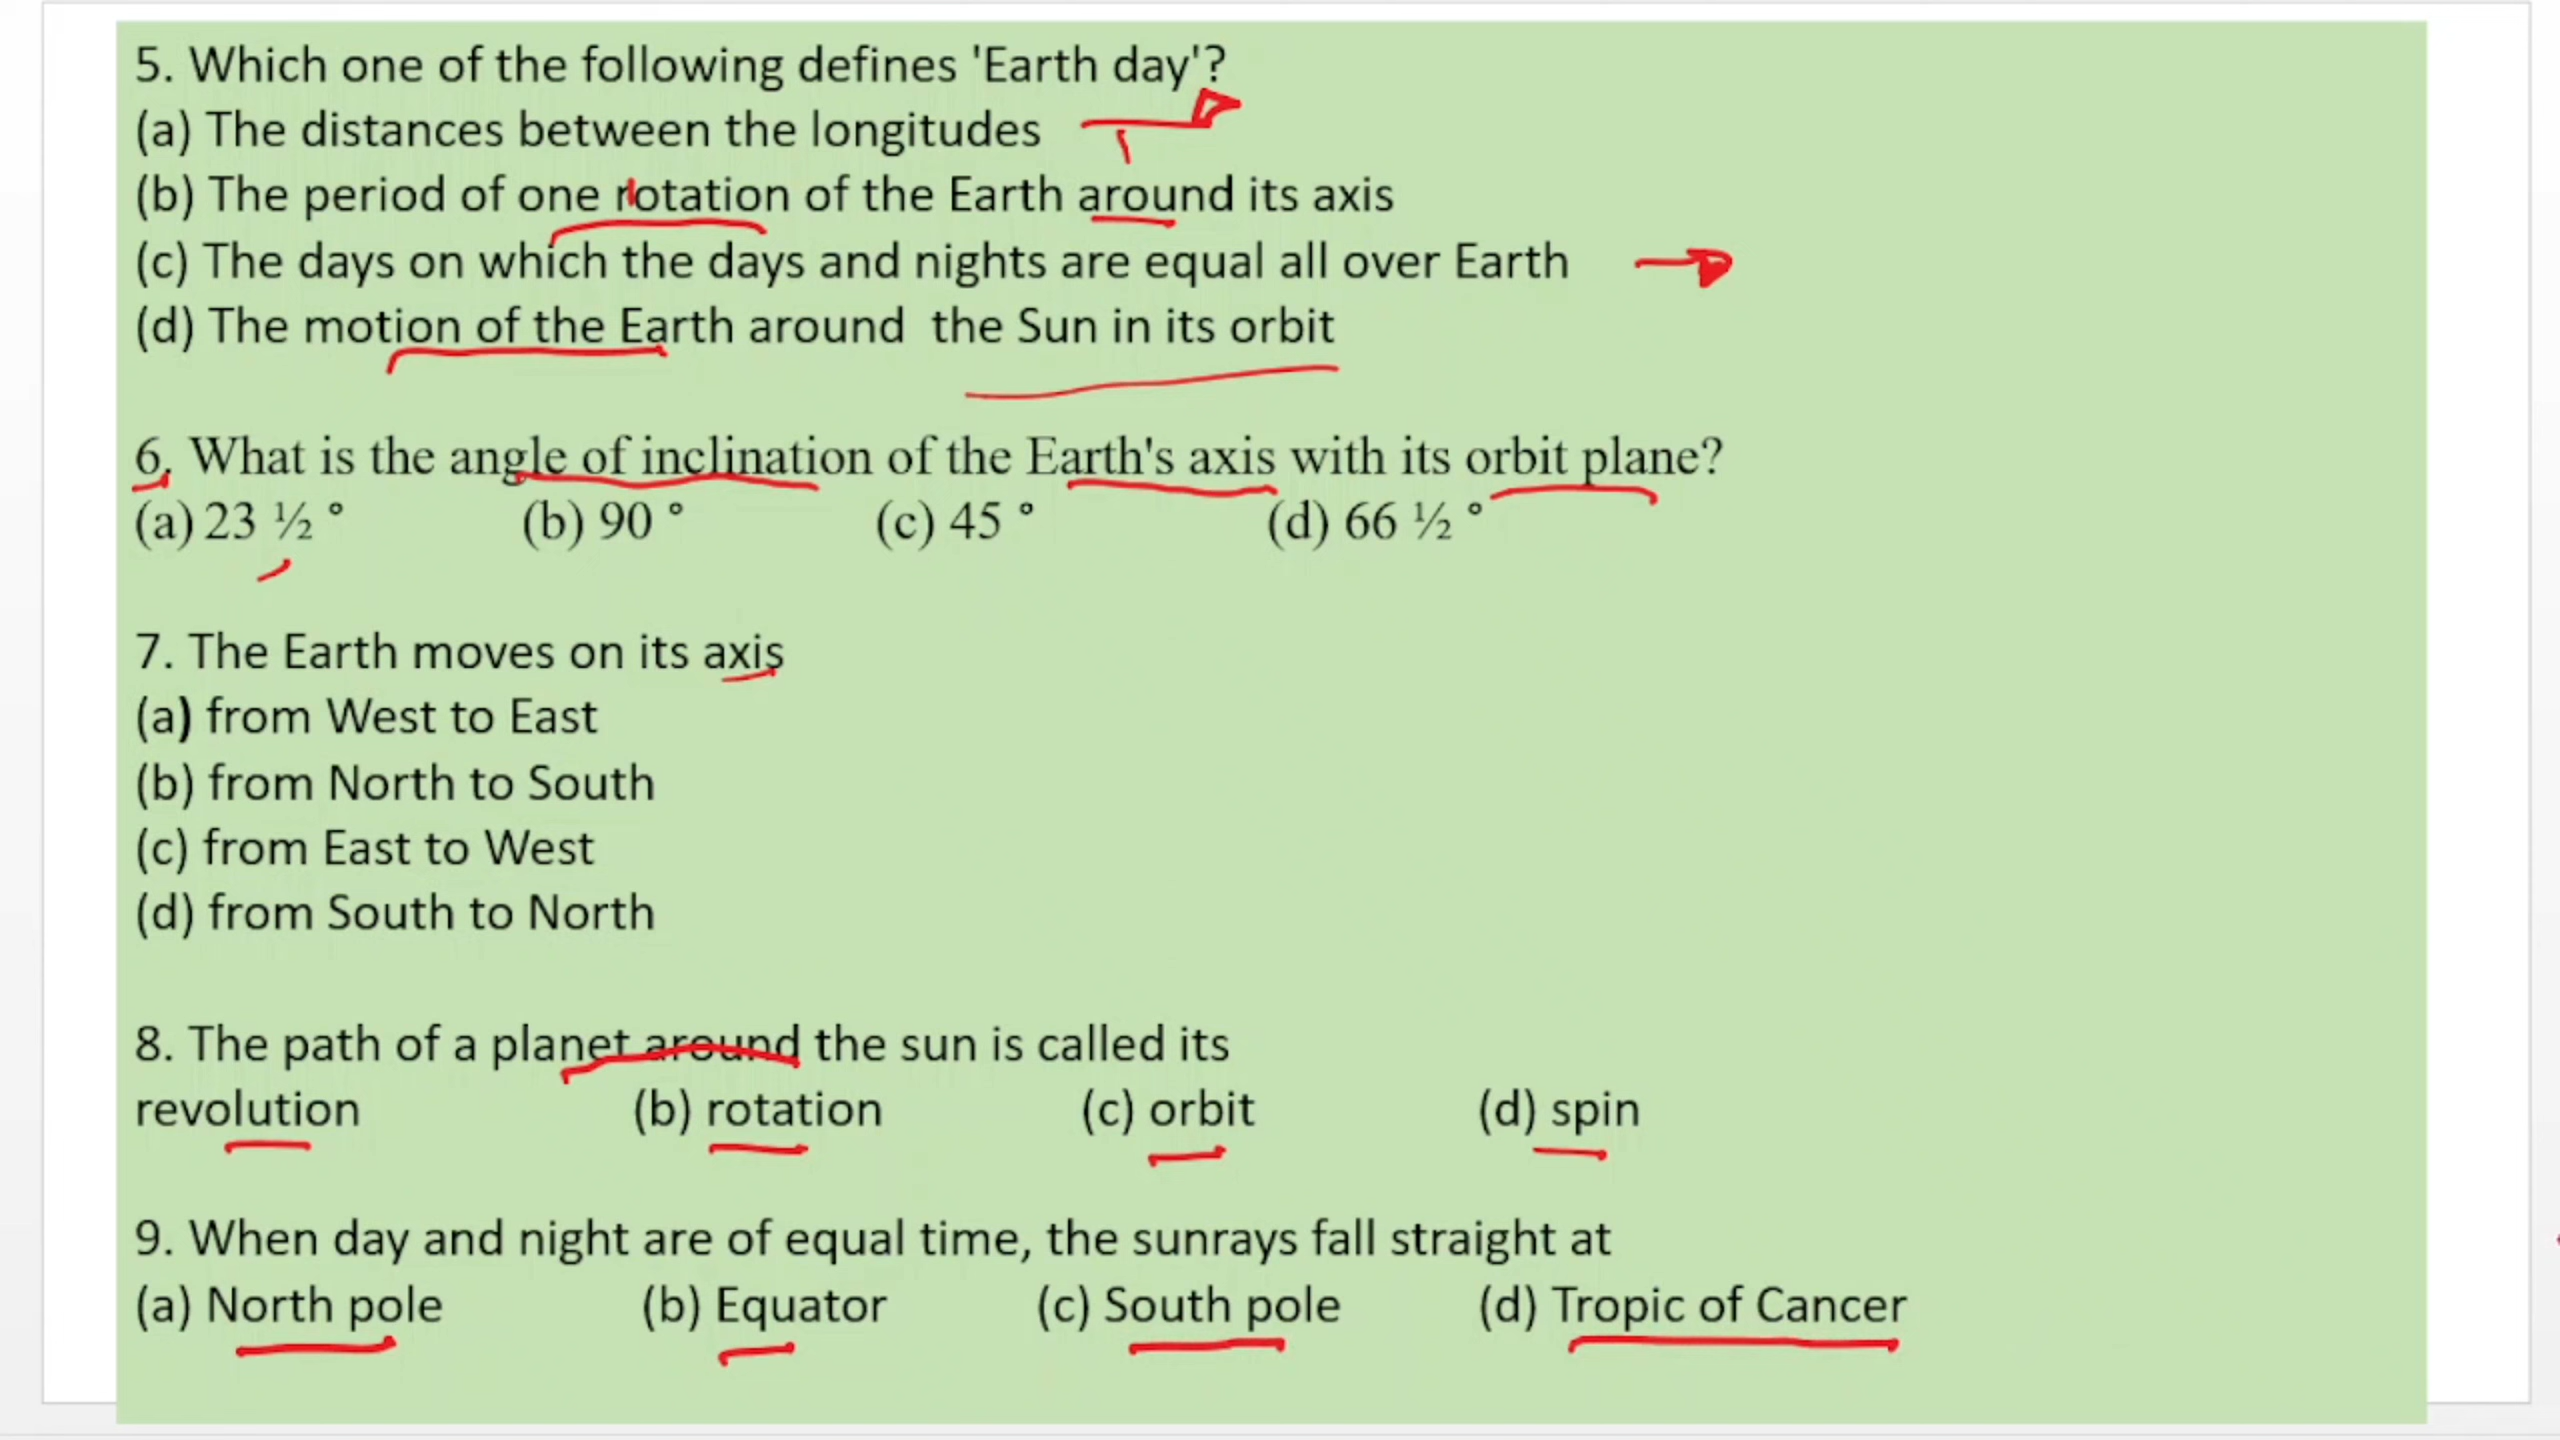 5. Which one of the following defines 'Earth day'?
(a) The distances between the longitudes
(b) The period of one rotation of the Earth around its axis
(c) The days on which the days and nights are equal all over Earth
(d) The motion of the Earth around the Sun in its orbit
6. What is the angle of inclination of the Earth's axis with its orbit plane?
(a) 23 ½ ° (b) 90 ° (c) 45 ° (d) 66 ½ °
7. The Earth moves on its axis
(a) from West to East
(b) from North to South
(c) from East to West
(d) from South to North
8. The path of a planet around the sun is called its
revolution (b) rotation (c) orbit (d) spin
9. When day and night are of equal time, the sunrays fall straight at
(a) North pole (b) Equator (c) South pole (d) Tropic of Cancer